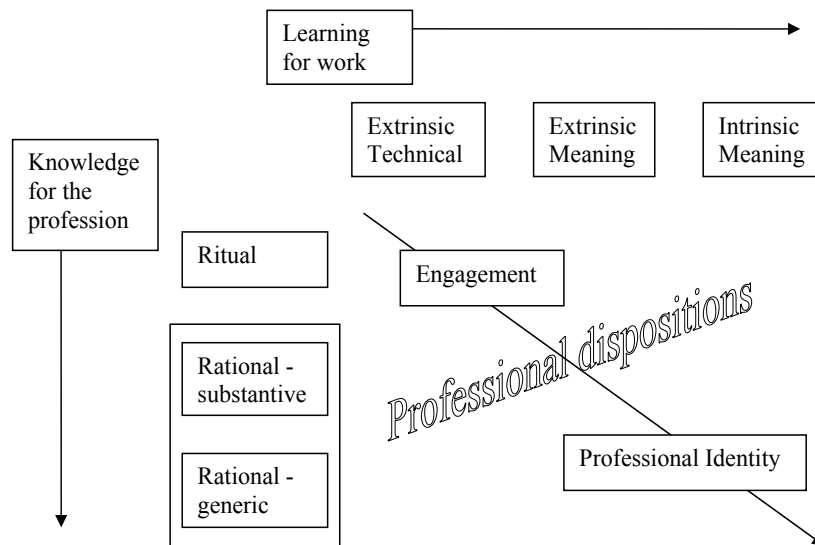 Learning
for work
Extrinsic
Technical
Extrinsic
Meaning
Intrinsic
Meaning
Knowledge
for the
profession
Ritual
Engagement
Professional dispositions
Rational -
substantive
Professional Identity
Rational -
generic